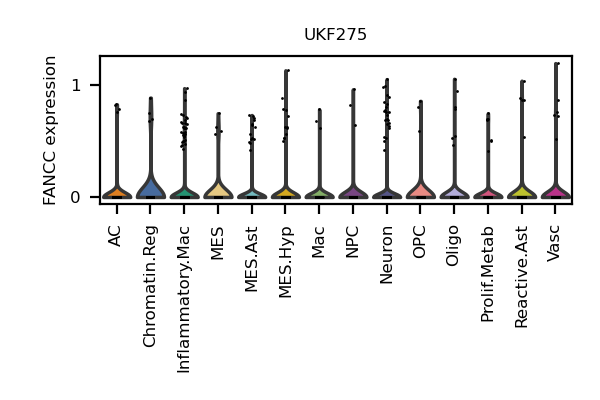 UKF275
FANCC expression
1
0
AC
Chromatin.Reg
Inflammatory.Mac
MES
MES.Ast
MES.Hyp
Mac
NPC
Neuron
OPC
Oligo
Prolif.Metab
Reactive.Ast
Vasc